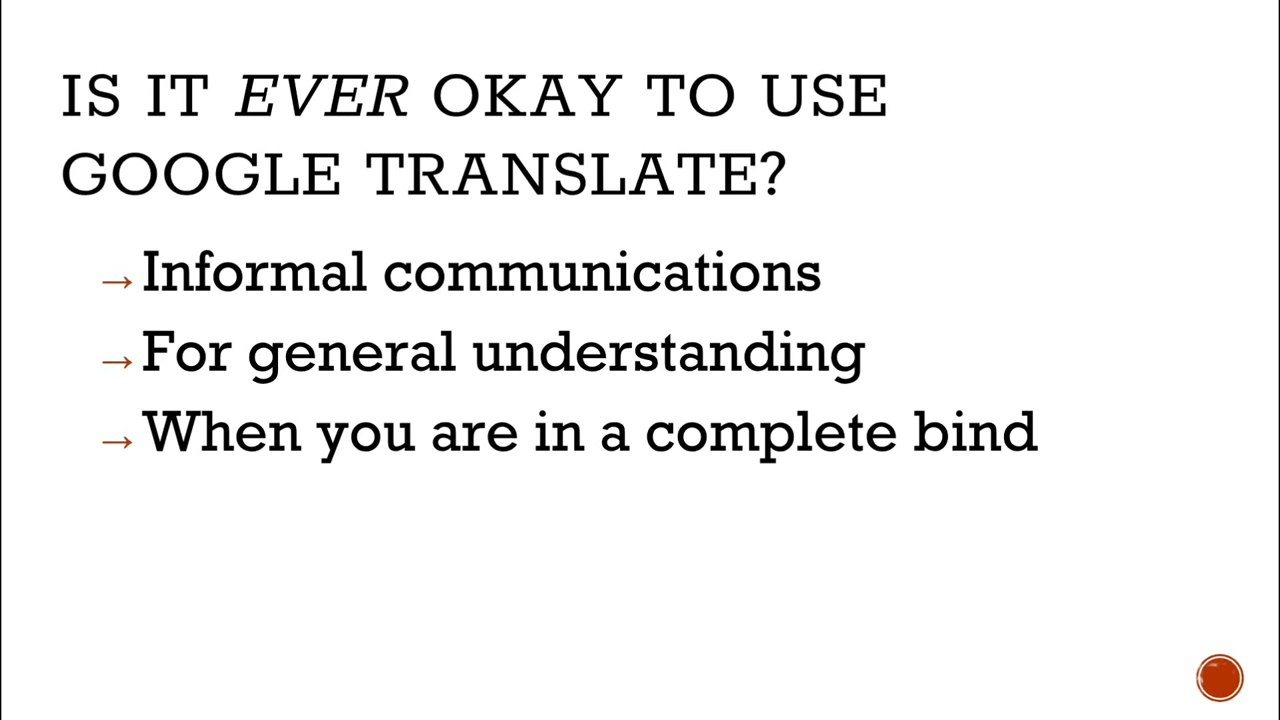 IS IT EVER OKAY TO USE
GOOGLE TRANSLATE?
→ Informal communications
→ For general understanding
→ When you are in a complete bind